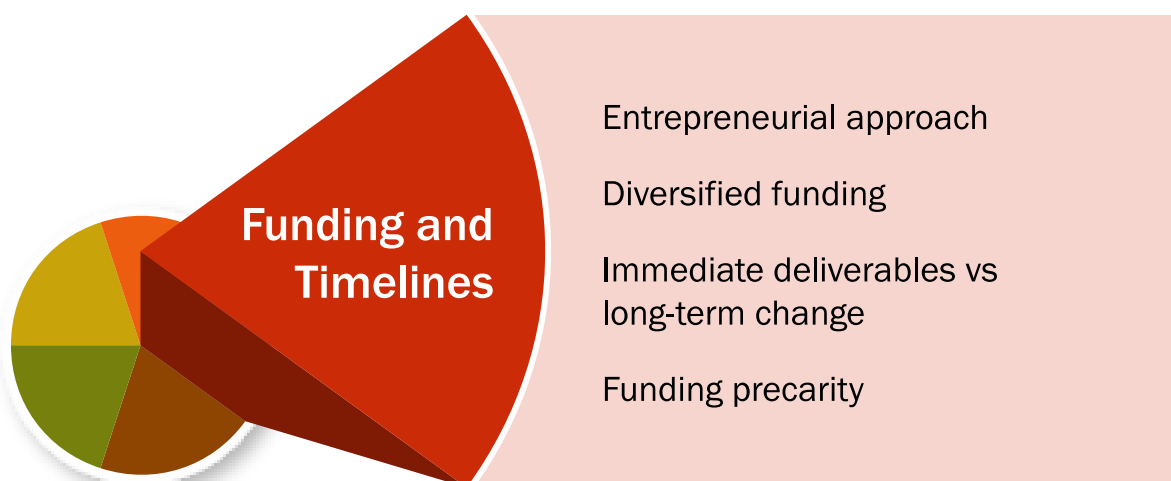 Funding and
Timelines
Entrepreneurial approach
Diversified funding
Immediate deliverables vs
long-term change
Funding precarity